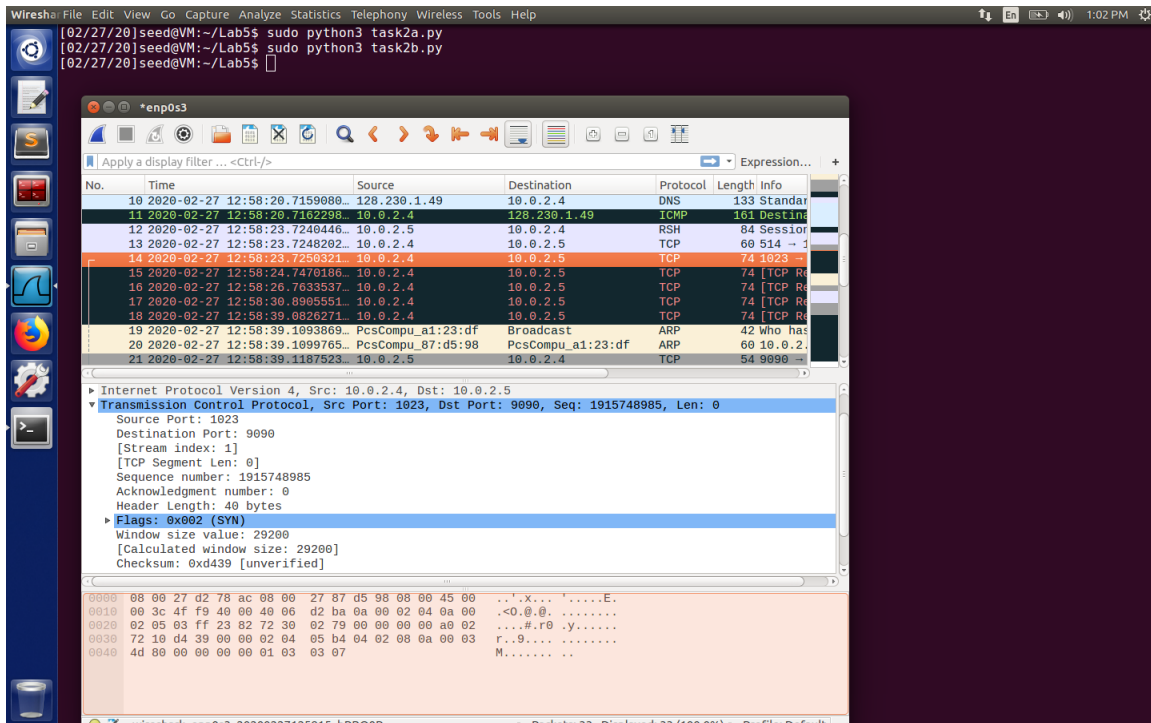 Wireshar File Edit View Go Capture Analyze Statistics Telephony Wireless Tools Help En 1:02 PM
[02/27/20]seed@VM:~/Lab5$ sudo python3 task2a.py
[02/27/20]seed@VM:~/Lab5$ sudo python3 task2b.py
[02/27/20]seed@VM:~/Lab5$
*enp0s3
Apply a display filter ... <Ctrl-/> Expression... +
No. Time Source Destination Protocol Length Info
10 2020-02-27 12:58:20.7159080… 128.230.1.49 10.0.2.4 DNS 133 Standar
11 2020-02-27 12:58:20.7162298… 10.0.2.4 128.230.1.49 ICMP 161 Destina
12 2020-02-27 12:58:23.7240446… 10.0.2.5 10.0.2.4 RSH 84 Session
13 2020-02-27 12:58:23.7248202… 10.0.2.4 10.0.2.5 TCP 60 514 → 1
14 2020-02-27 12:58:23.7250321… 10.0.2.4 10.0.2.5 TCP 74 1023 →
15 2020-02-27 12:58:24.7470186… 10.0.2.4 10.0.2.5 TCP 74 [TCP Re
16 2020-02-27 12:58:26.7633537… 10.0.2.4 10.0.2.5 TCP 74 [TCP Re
17 2020-02-27 12:58:30.8905551… 10.0.2.4 10.0.2.5 TCP 74 [TCP Re
18 2020-02-27 12:58:39.0826271… 10.0.2.4 10.0.2.5 TCP 74 [TCP Re
19 2020-02-27 12:58:39.1093869… PcsCompu_a1:23:df Broadcast ARP 42 Who has
20 2020-02-27 12:58:39.1099765… PcsCompu_87:d5:98 PcsCompu_a1:23:df ARP 60 10.0.2.
21 2020-02-27 12:58:39.1187523… 10.0.2.5 10.0.2.4 TCP 54 9090 →
Internet Protocol Version 4, Src: 10.0.2.4, Dst: 10.0.2.5
Transmission Control Protocol, Src Port: 1023, Dst Port: 9090, Seq: 1915748985, Len: 0
Source Port: 1023
Destination Port: 9090
[Stream index: 1]
[TCP Segment Len: 0]
Sequence number: 1915748985
Acknowledgment number: 0
Header Length: 40 bytes
Flags: 0x002 (SYN)
Window size value: 29200
[Calculated window size: 29200]
Checksum: 0xd439 [unverified]
0000 08 00 27 d2 78 ac 08 00 27 87 d5 98 08 00 45 00 ..'.x... '.....E.
0010 00 3c 4f f9 40 00 40 06 d2 ba 0a 00 02 04 0a 00 .<O.@.@. ........
0020 02 05 03 ff 23 82 72 30 02 79 00 00 00 00 a0 02 ....#.r0 .y......
0030 72 10 d4 39 00 00 02 04 05 b4 04 02 08 0a 00 03 r..9.... ........
0040 4d 80 00 00 00 00 01 03 03 07 M....... ..